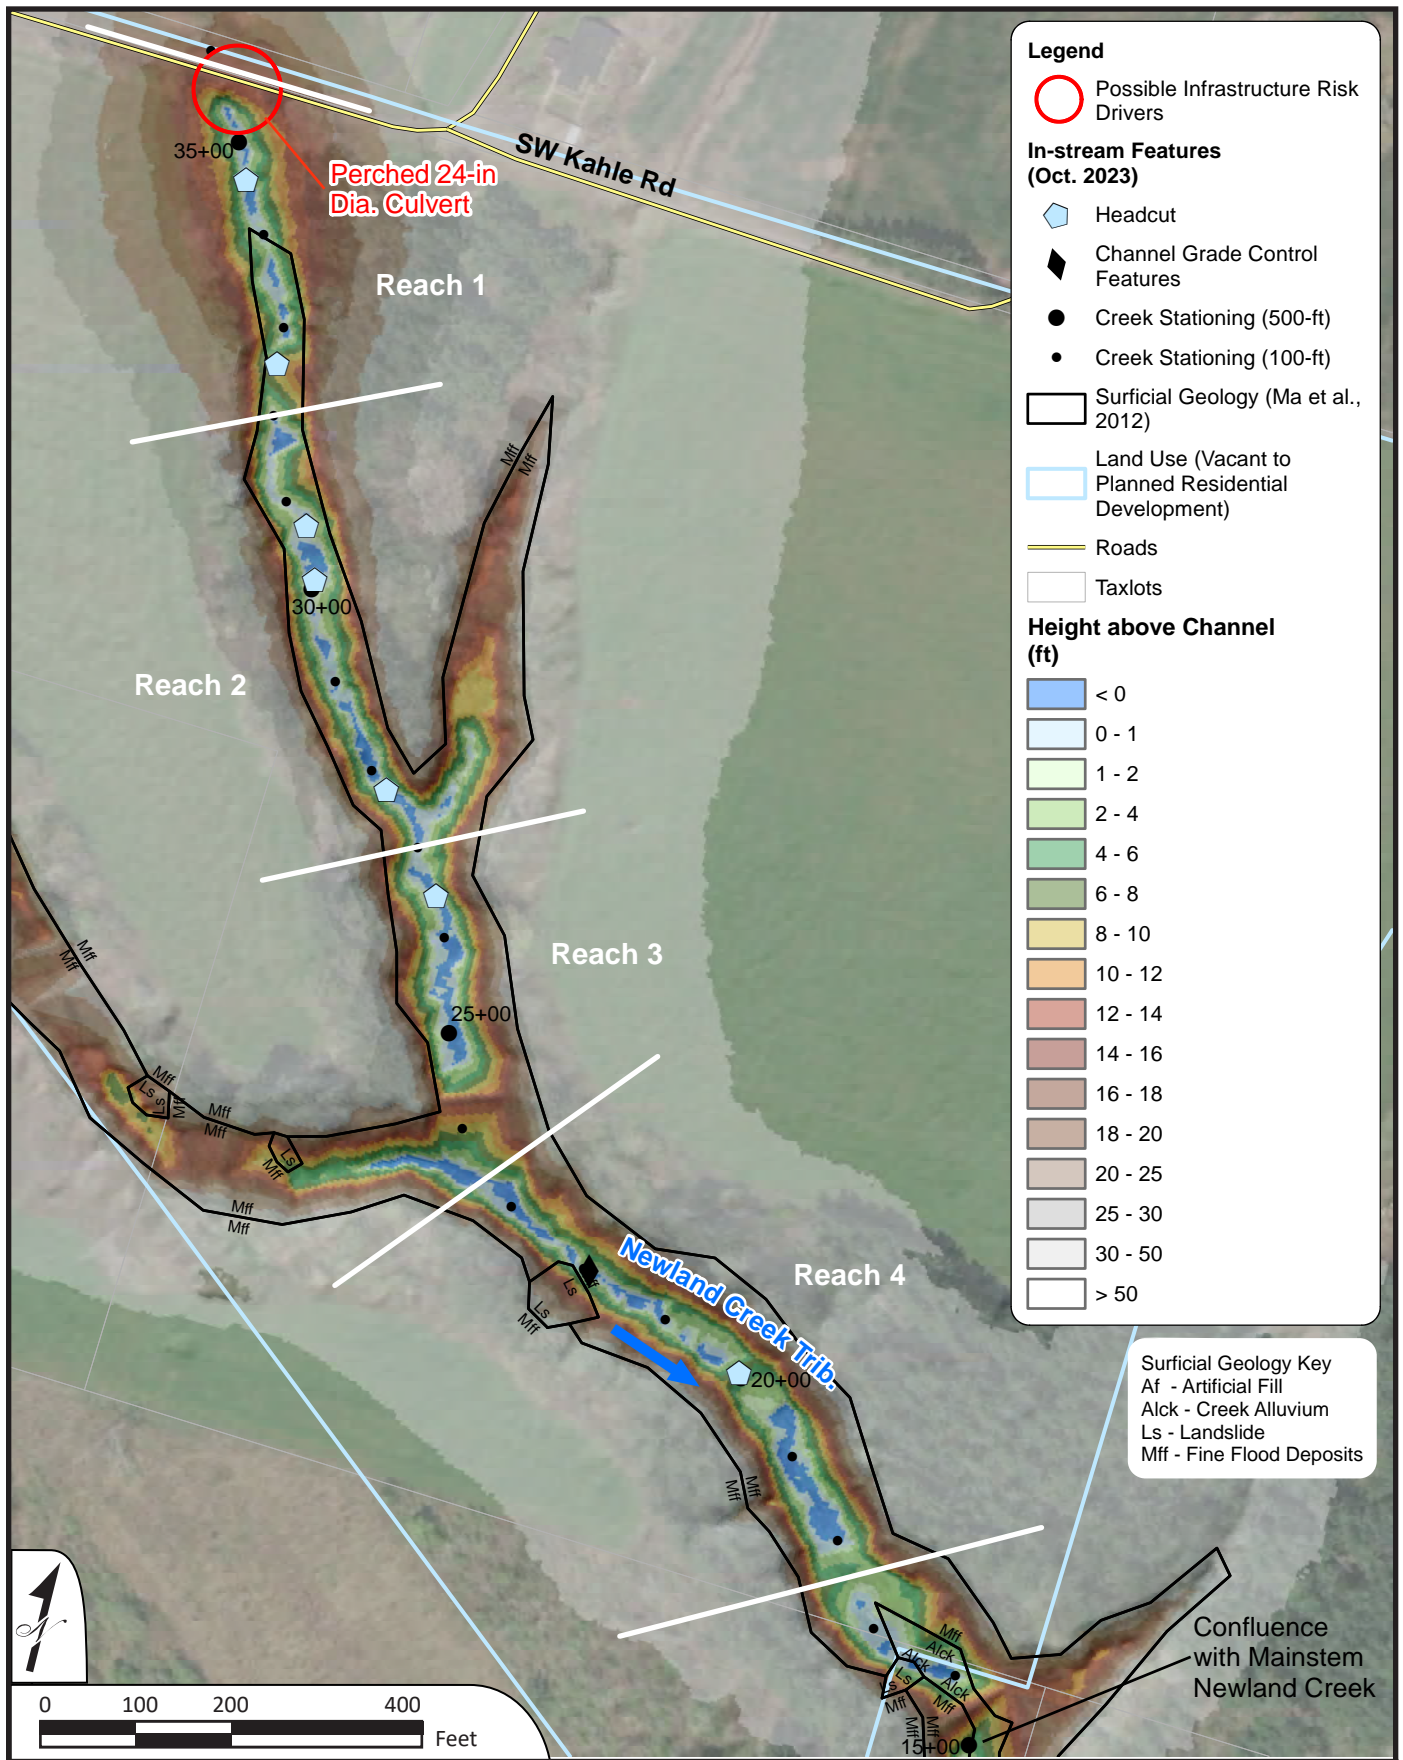 SW Kahle Rd
35+00
Perched 24-in
Dia. Culvert
Reach 1
Mff
Mff
30+00
Reach 2
Mff
Mff
Reach 3
25+00
Mff
Ls
Ls
Mff
Mff
Mff
Ls
Mff
Mff
Mff
Newland Creek Trib.
Reach 4
Ls
Ls
Mff
20+00
Mff
Mff
Mff
Alck
Alck
Ls
Ls
Alck
Mff
Mff
Mff
Mff
15+00
Confluence
with Mainstem
Newland Creek
N
0 100 200 400
Feet
Legend
Possible Infrastructure Risk
Drivers
In-stream Features
(Oct. 2023)
Headcut
Channel Grade Control
Features
Creek Stationing (500-ft)
Creek Stationing (100-ft)
Surficial Geology (Ma et al.,
2012)
Land Use (Vacant to
Planned Residential
Development)
Roads
Taxlots
Height above Channel
(ft)
< 0
0 - 1
1 - 2
2 - 4
4 - 6
6 - 8
8 - 10
10 - 12
12 - 14
14 - 16
16 - 18
18 - 20
20 - 25
25 - 30
30 - 50
> 50
Surficial Geology Key
Af - Artificial Fill
Alck - Creek Alluvium
Ls - Landslide
Mff - Fine Flood Deposits